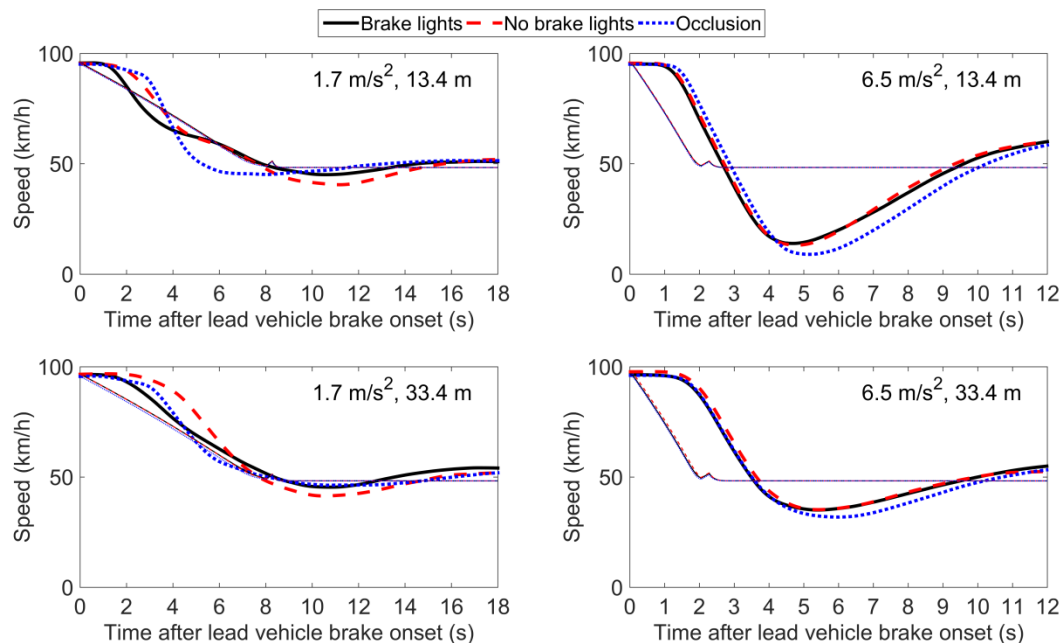 Brake lights No brake lights Occlusion
1.7 m/s², 13.4 m
100
50
0
Speed (km/h)
0 2 4 6 8 10 12 14 16 18
Time after lead vehicle brake onset (s)
6.5 m/s², 13.4 m
100
50
0
Speed (km/h)
0 1 2 3 4 5 6 7 8 9 10 11 12
Time after lead vehicle brake onset (s)
1.7 m/s², 33.4 m
100
50
0
Speed (km/h)
0 2 4 6 8 10 12 14 16 18
Time after lead vehicle brake onset (s)
6.5 m/s², 33.4 m
100
50
0
Speed (km/h)
0 1 2 3 4 5 6 7 8 9 10 11 12
Time after lead vehicle brake onset (s)